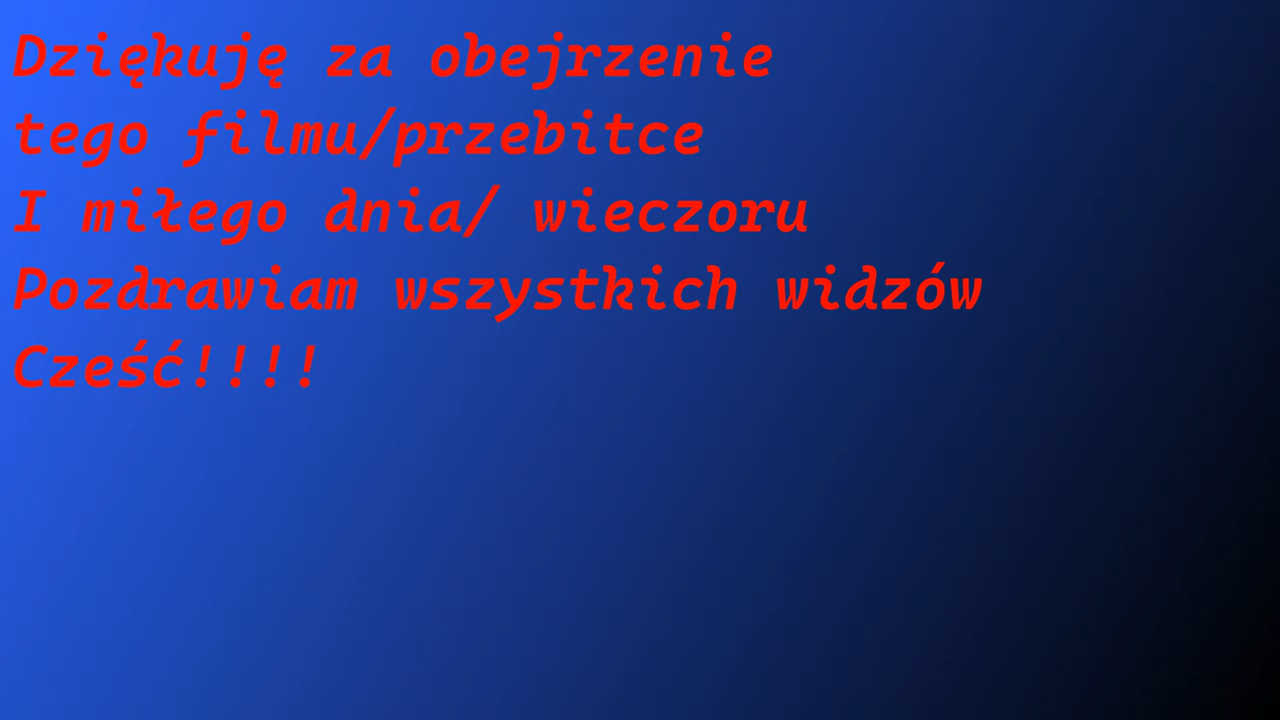 Dziękuję za obejrzenie
tego filmu/przebitce
I miłego dnia/ wieczoru
Pozdrawiam wszystkich widzów
Cześć!!!!